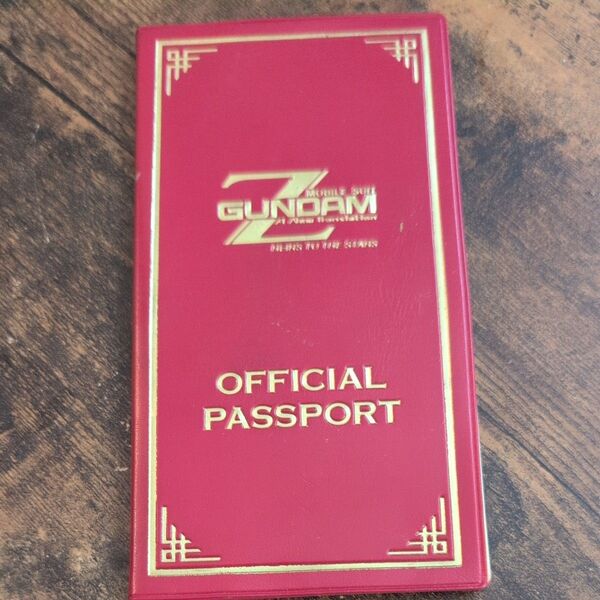 MOBILE SUIT
Z GUNDAM
A New Translation
HEIRS TO THE STARS
OFFICIAL
PASSPORT